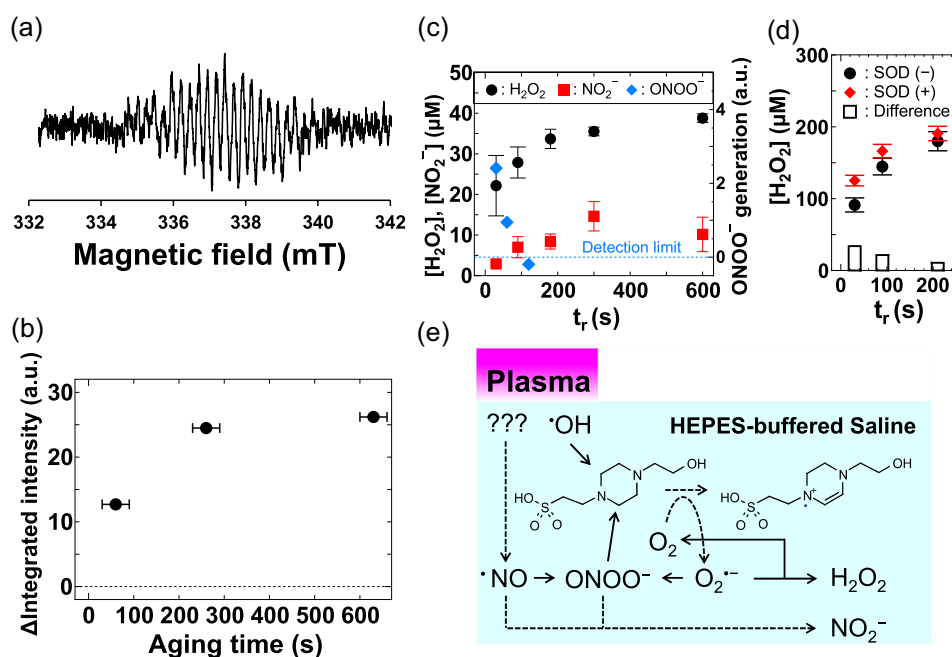 (a)
332 334 336 338 340 342
Magnetic field (mT)
(b)
ΔIntegrated intensity (a.u.)
30
20
10
0
0 100 200 300 400 500 600
Aging time (s)
(c)
[H₂O₂], [NO₂⁻] (μM)
50
40
30
20
10
0
: H₂O₂ : NO₂⁻ : ONOO⁻
Detection limit
4
3
2
1
0
ONOO⁻ generation (a.u.)
0 200 400 600
tᵣ (s)
(d)
[H₂O₂] (μM)
300
200
100
0
: SOD (−)
: SOD (+)
: Difference
0 100 200
tᵣ (s)
(e)
Plasma
??? •OH HEPES-buffered Saline
OH
N
N
HO
S
O O
OH
N
N⁺
HO
S
O O
O₂
•NO ONOO⁻ O₂•⁻ H₂O₂
NO₂⁻